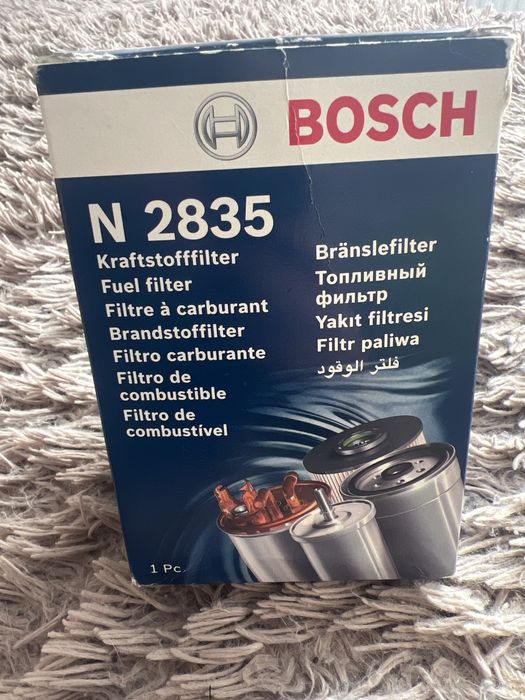 BOSCH
N 2835
Kraftstofffilter
Fuel filter
Filtre à carburant
Brandstoffilter
Filtro carburante
Filtro de
combustible
Filtro de
combustível
Bränslefilter
Топливный
фильтр
Yakıt filtresi
Filtr paliwa
فلتر الوقود
1 Pc.